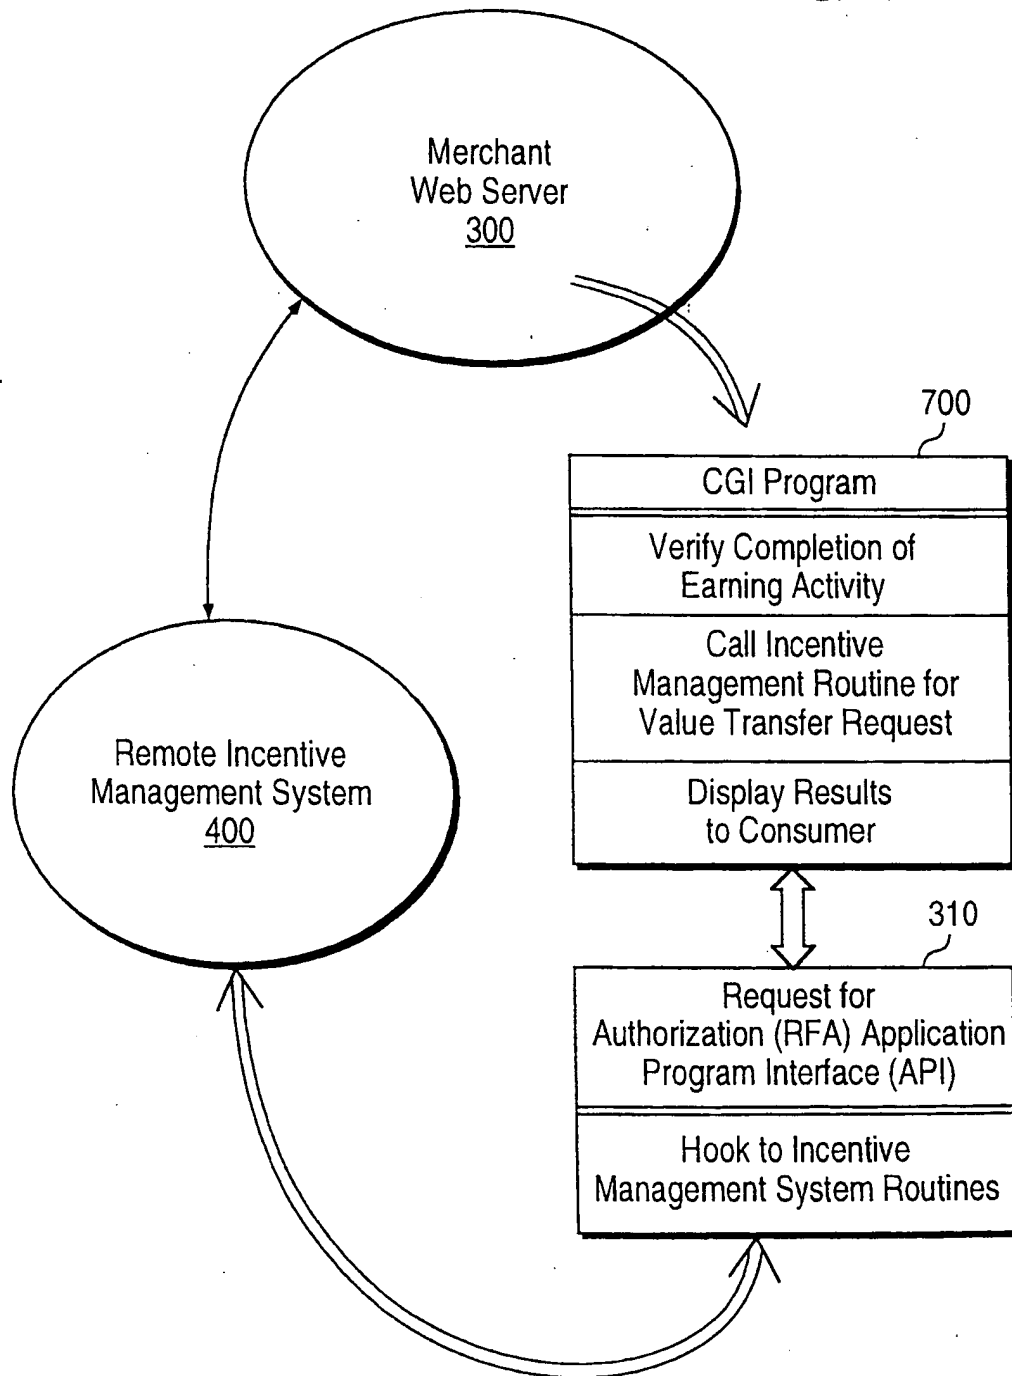 Merchant
Web Server
300
700
CGI Program
Verify Completion of
Earning Activity
Call Incentive
Management Routine for
Value Transfer Request
Display Results
to Consumer
Remote Incentive
Management System
400
310
Request for
Authorization (RFA) Application
Program Interface (API)
Hook to Incentive
Management System Routines